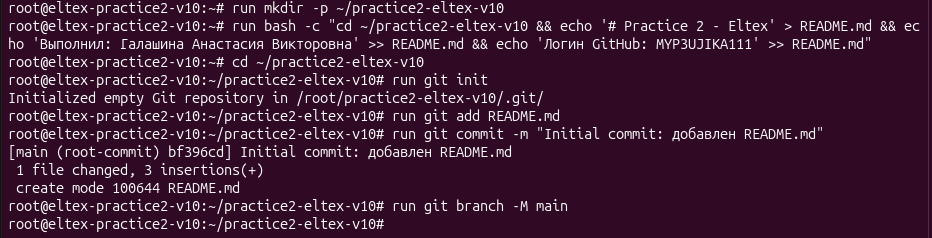 root@eltex-practice2-v10:~# run mkdir -p ~/practice2-eltex-v10
root@eltex-practice2-v10:~# run bash -c "cd ~/practice2-eltex-v10 && echo '# Practice 2 - Eltex' > README.md && ec
ho 'Выполнил: Галашина Анастасия Викторовна' >> README.md && echo 'Логин GitHub: MYP3UJIKA111' >> README.md"
root@eltex-practice2-v10:~# cd ~/practice2-eltex-v10
root@eltex-practice2-v10:~/practice2-eltex-v10# run git init
Initialized empty Git repository in /root/practice2-eltex-v10/.git/
root@eltex-practice2-v10:~/practice2-eltex-v10# run git add README.md
root@eltex-practice2-v10:~/practice2-eltex-v10# run git commit -m "Initial commit: добавлен README.md"
[main (root-commit) bf396cd] Initial commit: добавлен README.md
 1 file changed, 3 insertions(+)
 create mode 100644 README.md
root@eltex-practice2-v10:~/practice2-eltex-v10# run git branch -M main
root@eltex-practice2-v10:~/practice2-eltex-v10#